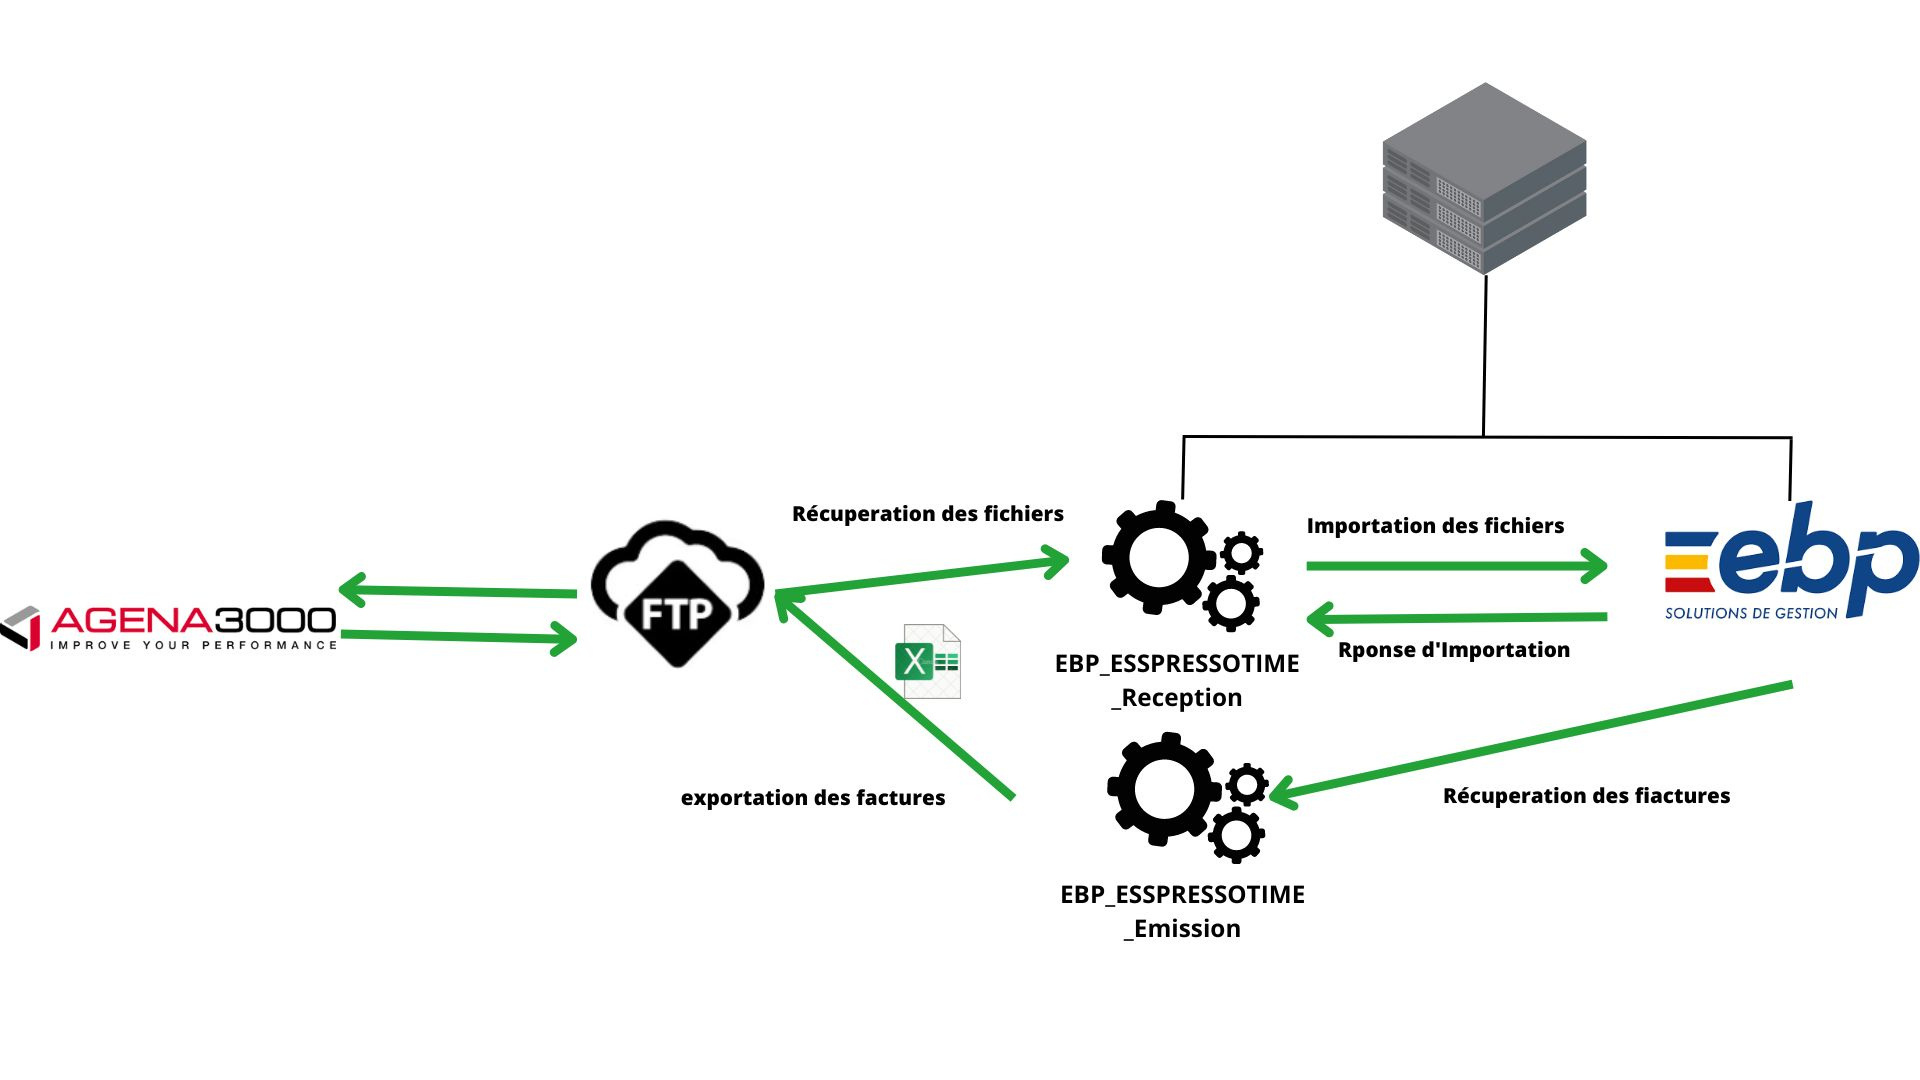 Récuperation des fichiers
Importation des fichiers
ebp
SOLUTIONS DE GESTION
FTP
AGENA3000
IMPROVE YOUR PERFORMANCE
X
Rponse d'Importation
EBP_ESSPRESSOTIME
_Reception
exportation des factures
Récuperation des fiactures
EBP_ESSPRESSOTIME
_Emission